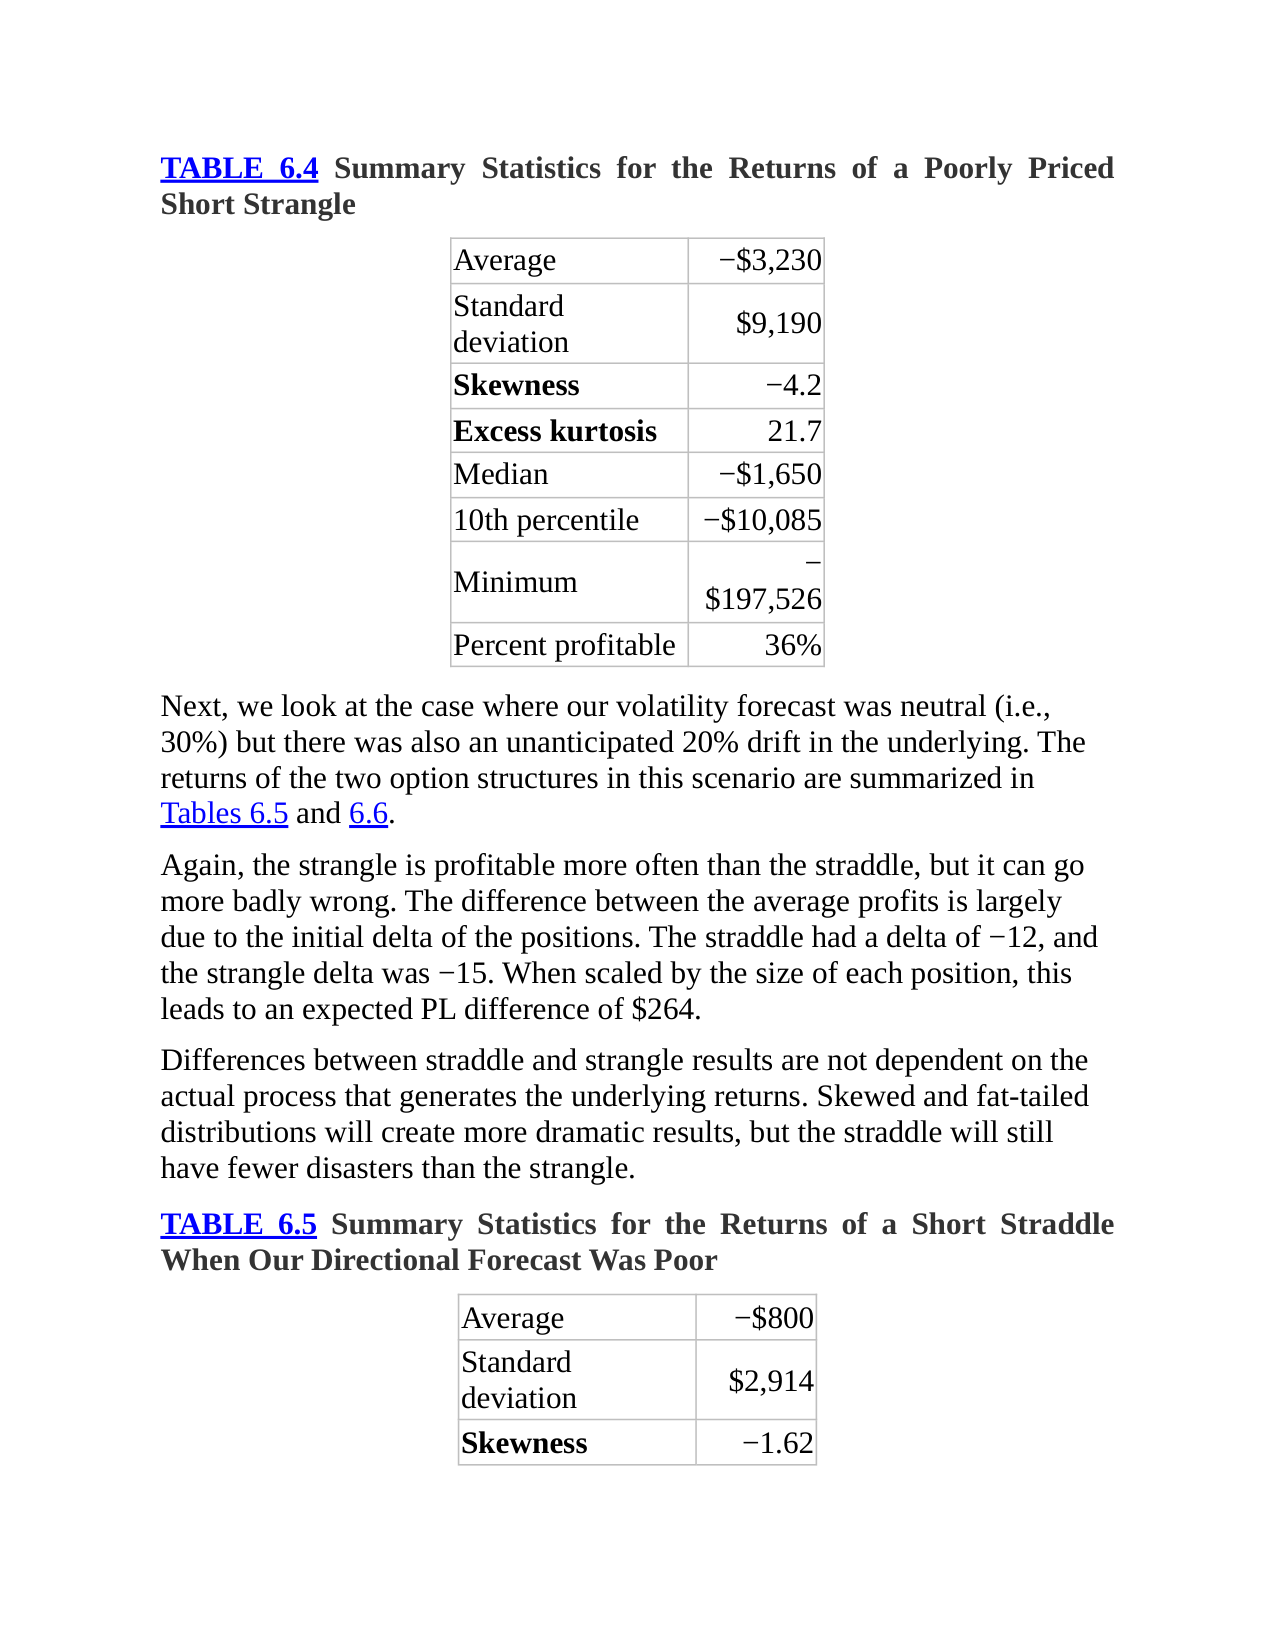 TABLE 6.4 Summary Statistics for the Returns of a Poorly Priced
Short Strangle
Average −$3,230
Standard
deviation $9,190
Skewness −4.2
Excess kurtosis 21.7
Median −$1,650
10th percentile −$10,085
Minimum −
$197,526
Percent profitable 36%
Next, we look at the case where our volatility forecast was neutral (i.e.,
30%) but there was also an unanticipated 20% drift in the underlying. The
returns of the two option structures in this scenario are summarized in
Tables 6.5 and 6.6.
Again, the strangle is profitable more often than the straddle, but it can go
more badly wrong. The difference between the average profits is largely
due to the initial delta of the positions. The straddle had a delta of −12, and
the strangle delta was −15. When scaled by the size of each position, this
leads to an expected PL difference of $264.
Differences between straddle and strangle results are not dependent on the
actual process that generates the underlying returns. Skewed and fat-tailed
distributions will create more dramatic results, but the straddle will still
have fewer disasters than the strangle.
TABLE 6.5 Summary Statistics for the Returns of a Short Straddle
When Our Directional Forecast Was Poor
Average −$800
Standard
deviation $2,914
Skewness −1.62